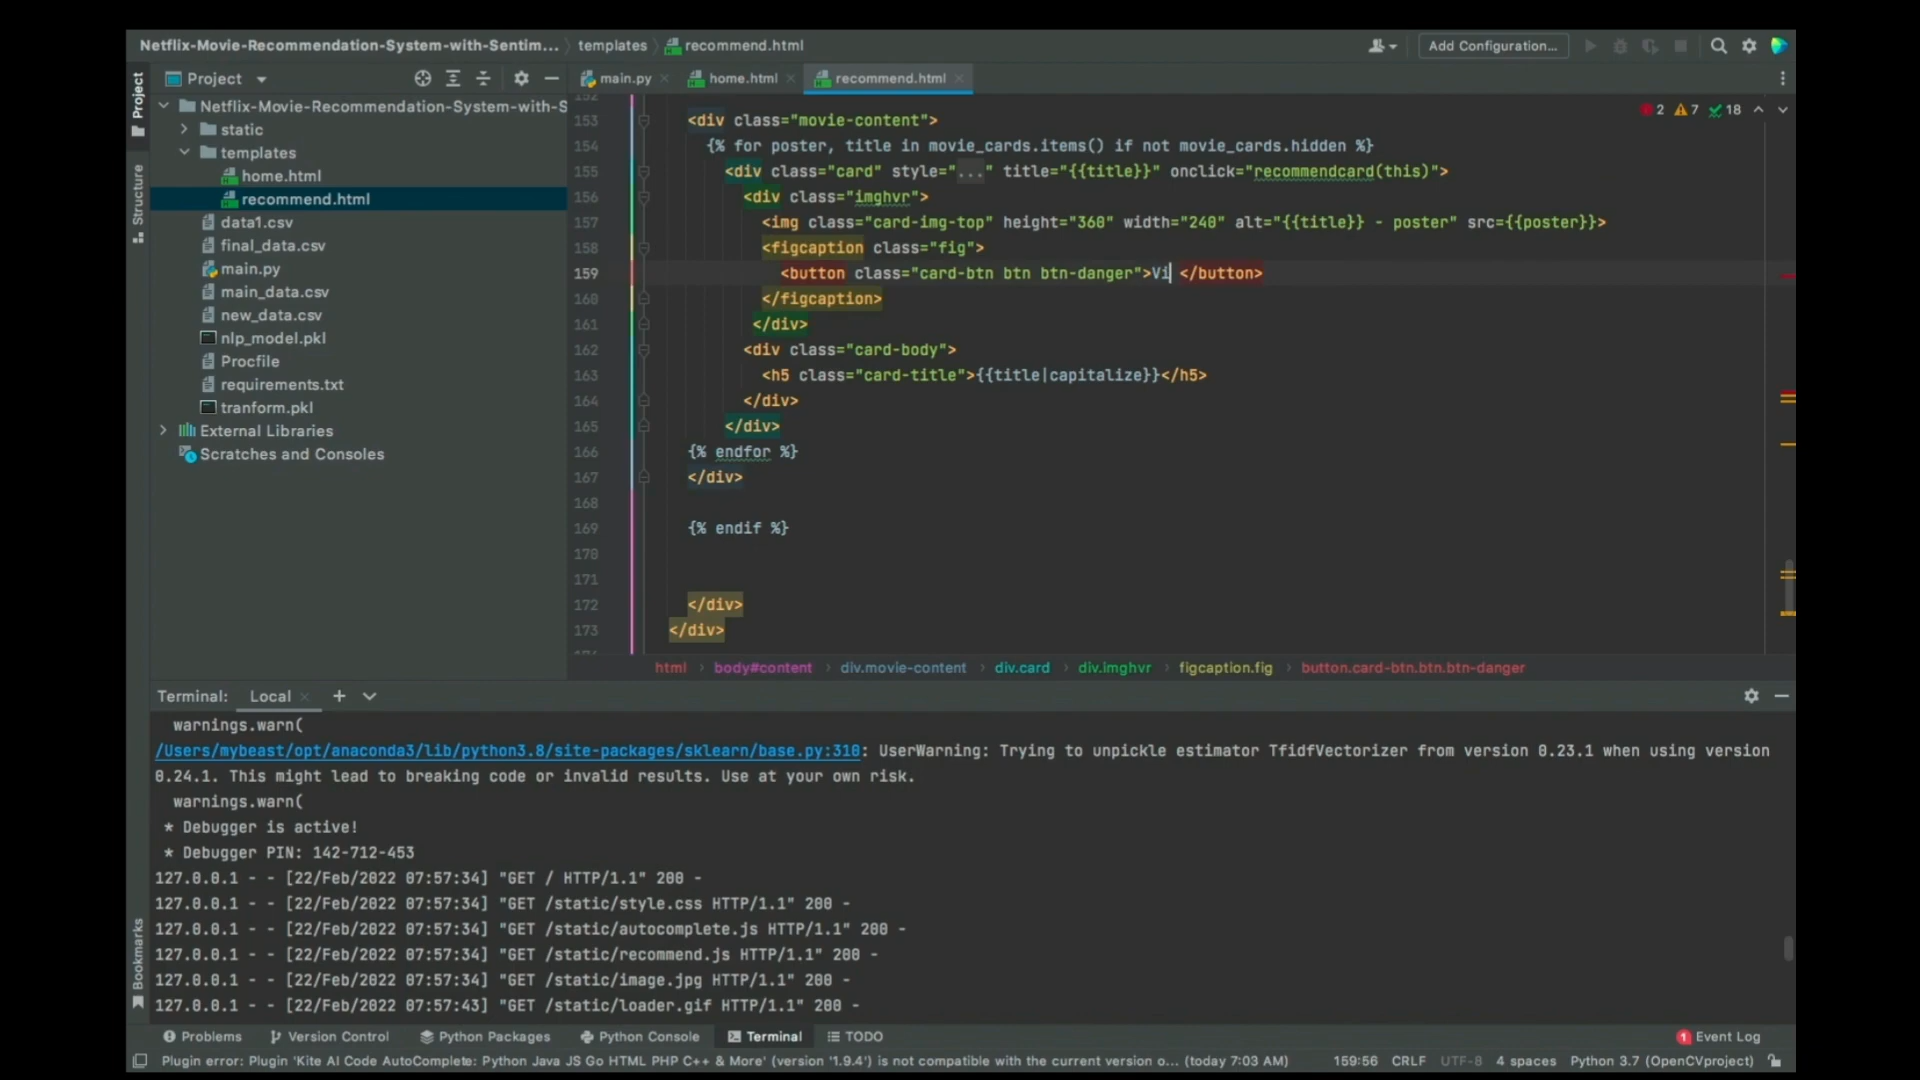 Netflix-Movie-Recommendation-System-with-Sentim... › templates › recommend.html
Add Configuration...
Project
main.py
home.html
recommend.html
Project
Structure
Bookmarks
Netflix-Movie-Recommendation-System-with-S
static
templates
home.html
recommend.html
data1.csv
final_data.csv
main.py
main_data.csv
new_data.csv
nlp_model.pkl
Procfile
requirements.txt
tranform.pkl
External Libraries
Scratches and Consoles
2 7 18
153 <div class="movie-content">
154 {% for poster, title in movie_cards.items() if not movie_cards.hidden %}
155 <div class="card" style="..." title="{{title}}" onclick="recommendcard(this)">
156 <div class="imghvr">
157 <img class="card-img-top" height="360" width="240" alt="{{title}} - poster" src={{poster}}>
158 <figcaption class="fig">
159 <button class="card-btn btn btn-danger">Vi </button>
160 </figcaption>
161 </div>
162 <div class="card-body">
163 <h5 class="card-title">{{title|capitalize}}</h5>
164 </div>
165 </div>
166 {% endfor %}
167 </div>
168
169 {% endif %}
170
171
172 </div>
173 </div>
html › body#content › div.movie-content › div.card › div.imghvr › figcaption.fig › button.card-btn.btn.btn-danger
Terminal: Local
warnings.warn(
/Users/mybeast/opt/anaconda3/lib/python3.8/site-packages/sklearn/base.py:310: UserWarning: Trying to unpickle estimator TfidfVectorizer from version 0.23.1 when using version
0.24.1. This might lead to breaking code or invalid results. Use at your own risk.
warnings.warn(
* Debugger is active!
* Debugger PIN: 142-712-453
127.0.0.1 - - [22/Feb/2022 07:57:34] "GET / HTTP/1.1" 200 -
127.0.0.1 - - [22/Feb/2022 07:57:34] "GET /static/style.css HTTP/1.1" 200 -
127.0.0.1 - - [22/Feb/2022 07:57:34] "GET /static/autocomplete.js HTTP/1.1" 200 -
127.0.0.1 - - [22/Feb/2022 07:57:34] "GET /static/recommend.js HTTP/1.1" 200 -
127.0.0.1 - - [22/Feb/2022 07:57:34] "GET /static/image.jpg HTTP/1.1" 200 -
127.0.0.1 - - [22/Feb/2022 07:57:43] "GET /static/loader.gif HTTP/1.1" 200 -
Problems Version Control Python Packages Python Console Terminal TODO 1 Event Log
Plugin error: Plugin 'Kite AI Code AutoComplete: Python Java JS Go HTML PHP C++ & More' (version '1.9.4') is not compatible with the current version o... (today 7:03 AM) 159:56 CRLF UTF-8 4 spaces Python 3.7 (OpenCVproject)